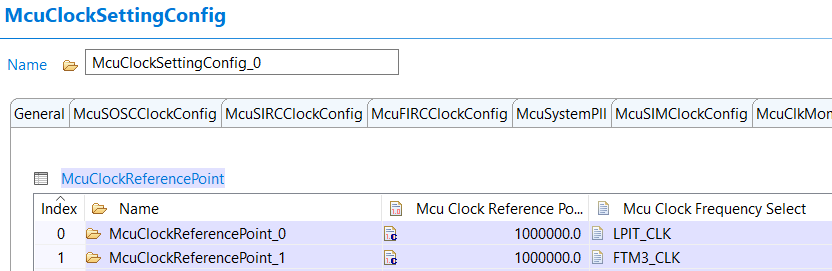 McuClockSettingConfig
Name McuClockSettingConfig_0
General McuSOSCClockConfig McuSIRCClockConfig McuFIRCClockConfig McuSystemPll McuSIMClockConfig McuClkMon
McuClockReferencePoint
Index Name Mcu Clock Reference Po... Mcu Clock Frequency Select
0 McuClockReferencePoint_0 1000000.0 LPIT_CLK
1 McuClockReferencePoint_1 1000000.0 FTM3_CLK